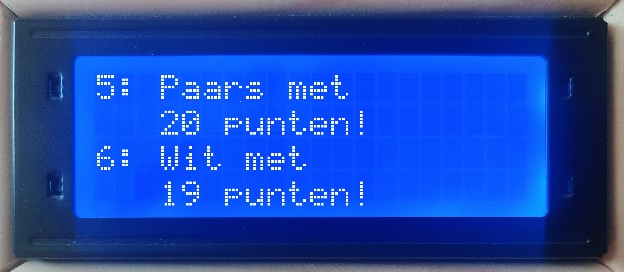 5: Paars met
20 punten!
6: Wit met
19 punten!